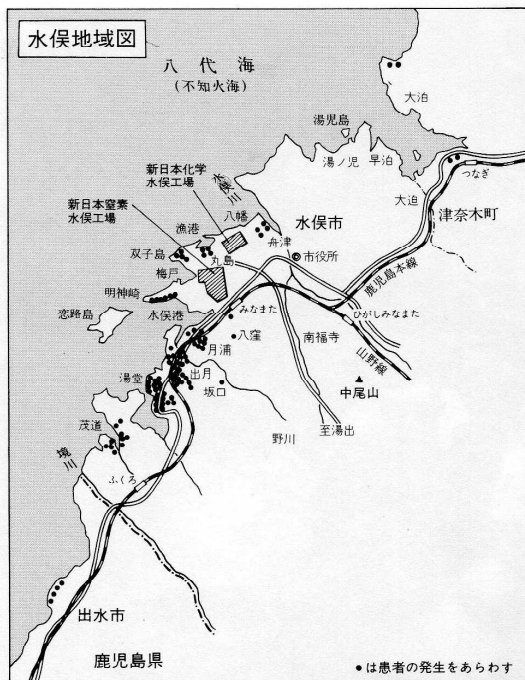 水俣地域図
八代海
(不知火海)
大泊
湯児島
湯ノ児
早泊
つなぎ
新日本化学
水俣工場
水俣川
大迫
津奈木町
新日本窒素
水俣工場
八幡
水俣市
漁港
舟津
双子島
丸島
市役所
梅戸
鹿児島本線
明神崎
恋路島
水俣港
みなまた
ひがしみなまた
八窪
南福寺
山野線
月浦
湯堂
出月
坂口
中尾山
茂道
至湯出
野川
境川
ふくろ
出水市
鹿児島県
●は患者の発生をあらわす